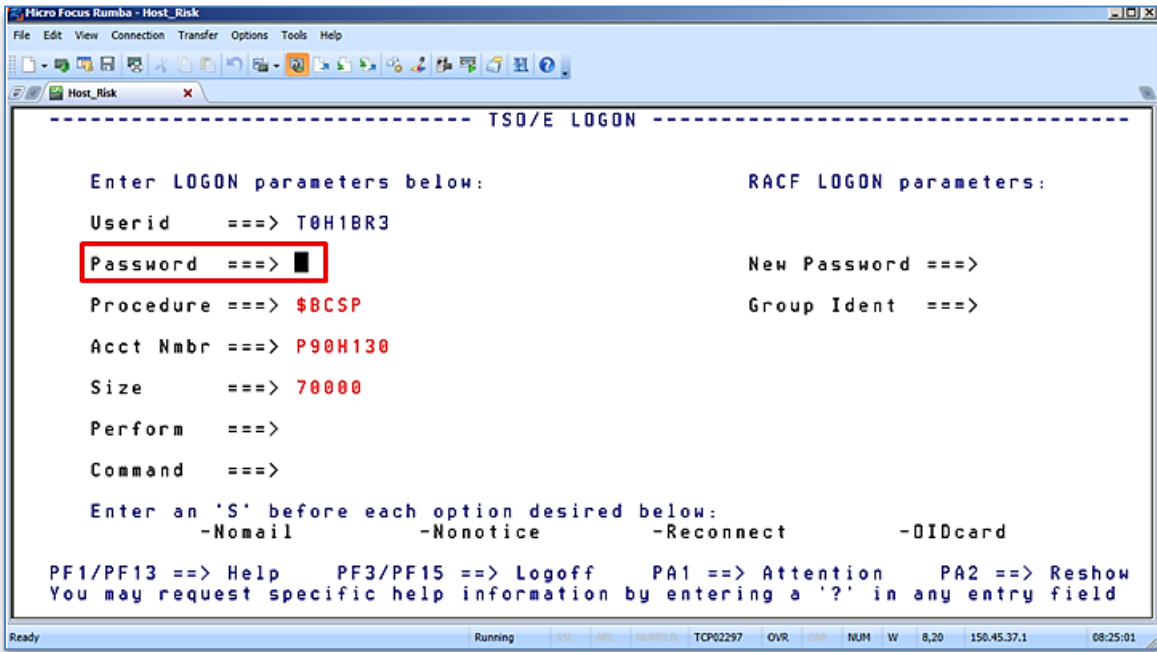 Micro Focus Rumba - Host_Risk
File Edit View Connection Transfer Options Tools Help
Host_Risk x
-------------------------------- TSO/E LOGON -----------------------------------
Enter LOGON parameters below: RACF LOGON parameters:
Userid ===> T0H1BR3
Password ===> New Password ===>
Procedure ===> $BCSP Group Ident ===>
Acct Nmbr ===> P90H130
Size ===> 70000
Perform ===>
Command ===>
Enter an 'S' before each option desired below:
-Nomail -Nonotice -Reconnect -OIDcard
PF1/PF13 ==> Help PF3/PF15 ==> Logoff PA1 ==> Attention PA2 ==> Reshow
You may request specific help information by entering a '?' in any entry field
Ready Running SSL APL NUMFLD TCP02297 OVR CAP NUM W 8,20 150.45.37.1 08:25:01